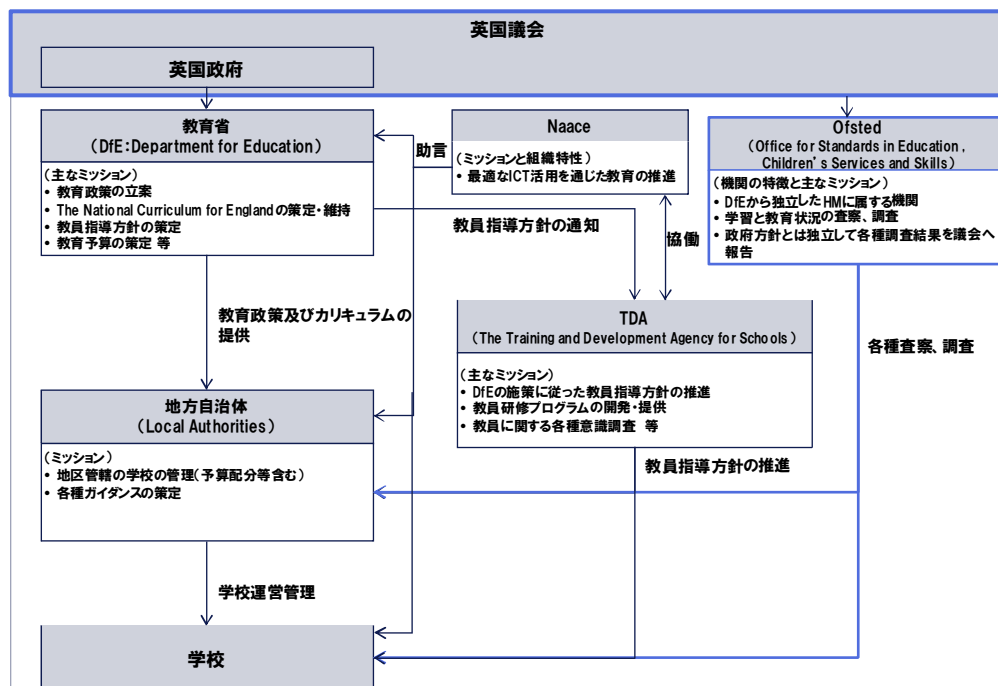 英国議会
英国政府
教育省
（DfE：Department for Education）
（主なミッション）
• 教育政策の立案
• The National Curriculum for Englandの策定・維持
• 教員指導方針の策定
• 教育予算の策定 等
助言
Naace
（ミッションと組織特性）
• 最適なICT活用を通じた教育の推進
Ofsted
（Office for Standards in Education,
Children’s Services and Skills）
（機関の特徴と主なミッション）
• DfEから独立したHMに属する機関
• 学習と教育状況の査察、調査
• 政府方針とは独立して各種調査結果を議会へ
報告
教員指導方針の通知
協働
教育政策及びカリキュラムの
提供
TDA
（The Training and Development Agency for Schools）
（主なミッション）
• DfEの施策に従った教員指導方針の推進
• 教員研修プログラムの開発・提供
• 教員に関する各種意識調査 等
各種査察、調査
地方自治体
（Local Authorities）
（ミッション）
• 地区管轄の学校の管理（予算配分等含む）
• 各種ガイダンスの策定
教員指導方針の推進
学校運営管理
学校